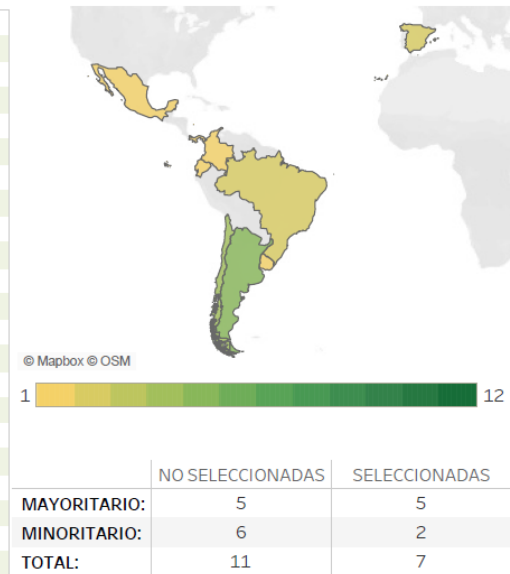 © Mapbox © OSM
1 12
NO SELECCIONADAS SELECCIONADAS
MAYORITARIO: 5 5
MINORITARIO: 6 2
TOTAL: 11 7